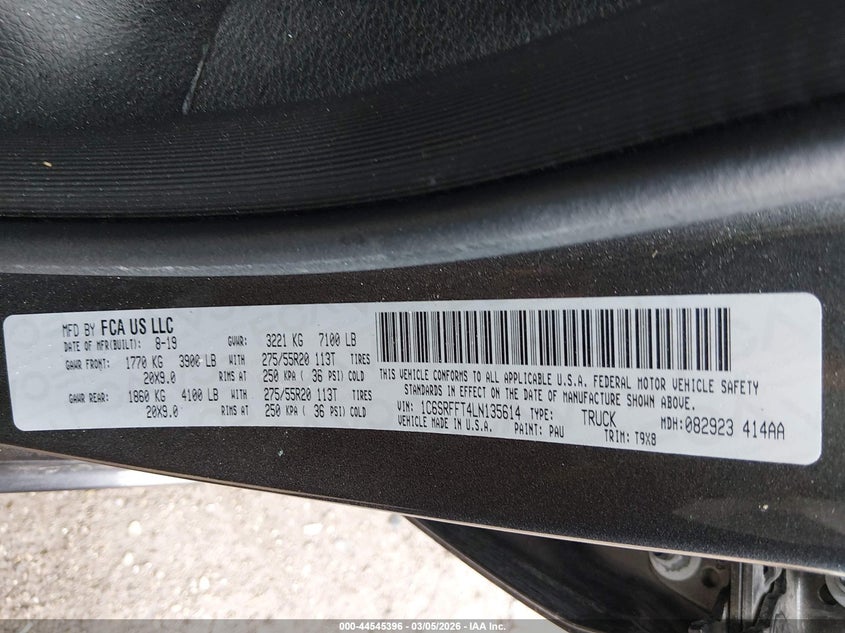 MFD BY FCA US LLC
DATE OF MFR(BUILT): 8-19 GVWR: 3221 KG 7100 LB
GAWR FRONT: 1770 KG 3900 LB WITH 275/55R20 113T TIRES
20X9.0 RIMS AT 250 KPA ( 36 PSI) COLD
GAWR REAR: 1860 KG 4100 LB WITH 275/55R20 113T TIRES
20X9.0 RIMS AT 250 KPA ( 36 PSI) COLD
THIS VEHICLE CONFORMS TO ALL APPLICABLE U.S.A. FEDERAL MOTOR VEHICLE SAFETY
STANDARDS IN EFFECT ON THE DATE OF MANUFACTURE SHOWN ABOVE.
VIN: 1C6SRFFT4LN135614 TYPE: TRUCK MDH:082923 414AA
VEHICLE MADE IN U.S.A. PAINT: PAU TRIM: T9X8
000-44545396 - 03/05/2026 - IAA Inc.